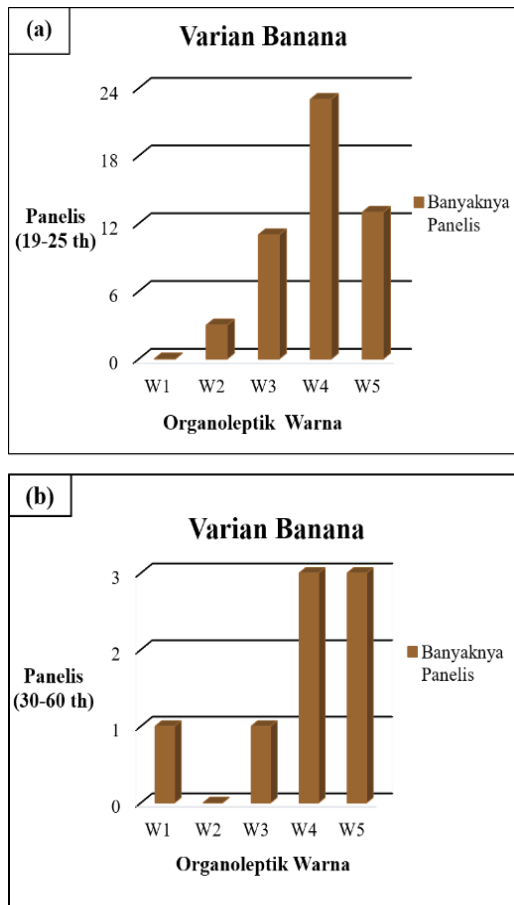 (a)
Varian Banana
24
18
12
6
0
Panelis
(19-25 th)
W1 W2 W3 W4 W5
Organoleptik Warna
Banyaknya
Panelis
(b)
Varian Banana
3
2
1
0
Panelis
(30-60 th)
W1 W2 W3 W4 W5
Organoleptik Warna
Banyaknya
Panelis